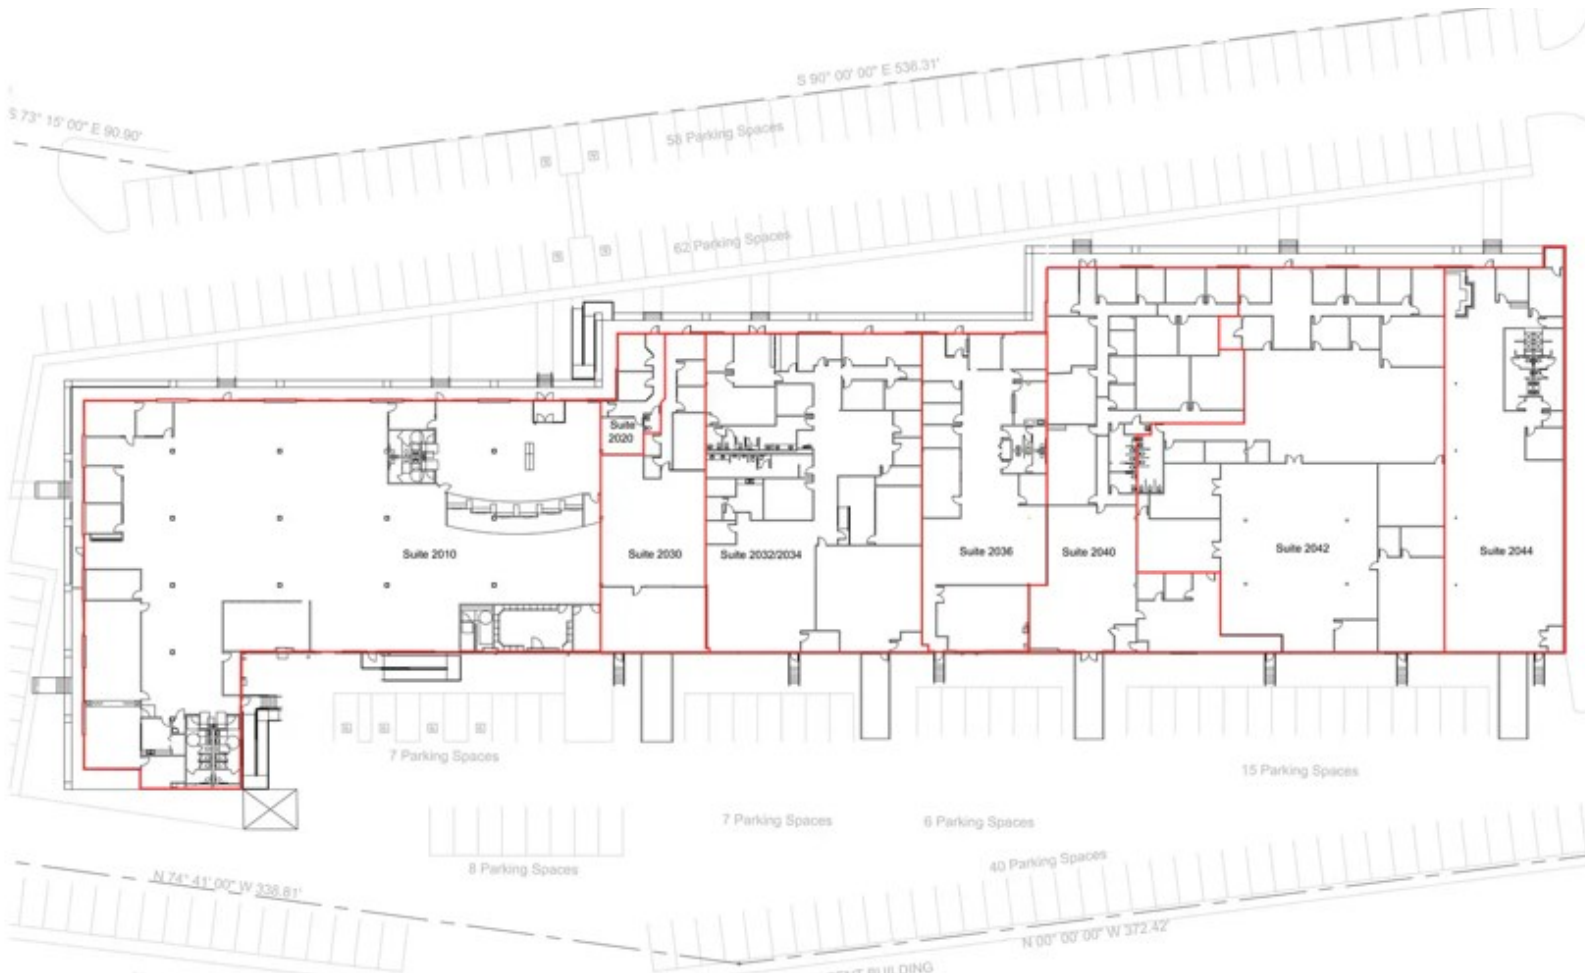 S 90° 00' 00" E 536.31'
S 73° 15' 00" E 90.90'
58 Parking Spaces
62 Parking Spaces
Suite
2020
Suite 2010
Suite 2030
Suite 2032/2034
Suite 2036
Suite 2040
Suite 2042
Suite 2044
7 Parking Spaces
15 Parking Spaces
7 Parking Spaces
6 Parking Spaces
8 Parking Spaces
40 Parking Spaces
N 74° 41' 00" W 338.81'
N 00° 00' 00" W 372.42'
BUILDING